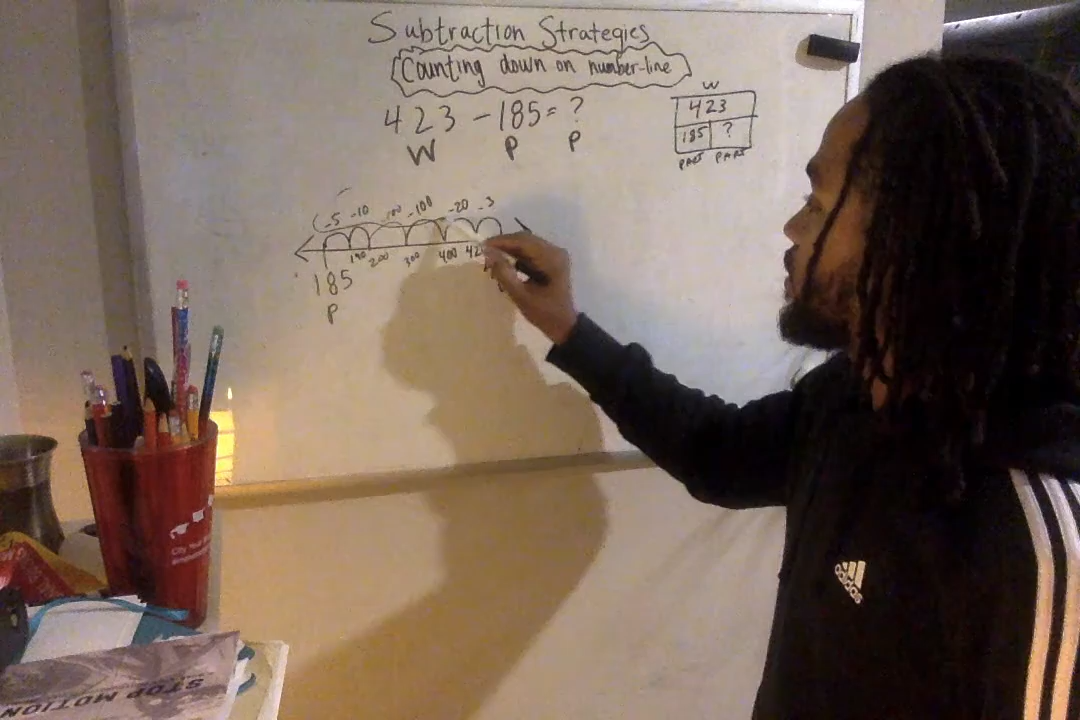 Subtraction Strategies
Counting down on number-line
423 - 185 = ?
W P P
W
423
185 ?
PART PART
-5 -10 -100 -100 -20 -3
190 200 300 400
185
P
adidas
STOP MOTION